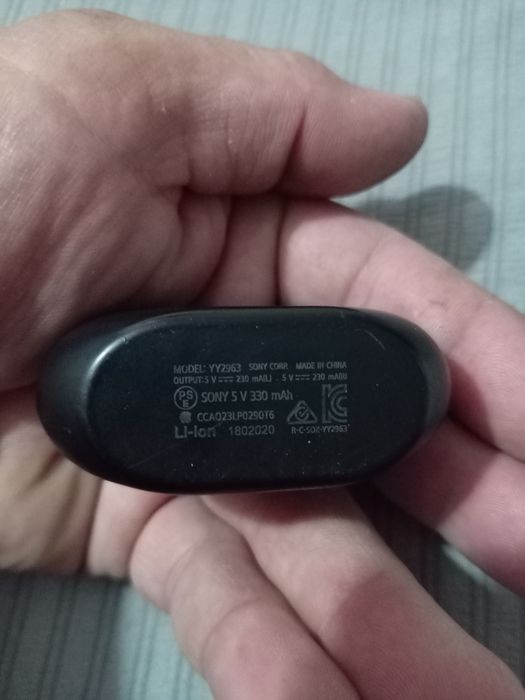 MODEL: YY2963 SONY CORP. MADE IN CHINA
OUTPUT: 5 V 230 mA(L) . 5 V 230 mA(R)
PSE SONY 5 V 330 mAh
CCAO23LP0290T6
Li-ion 1802020 R-C-SOK-YY2963